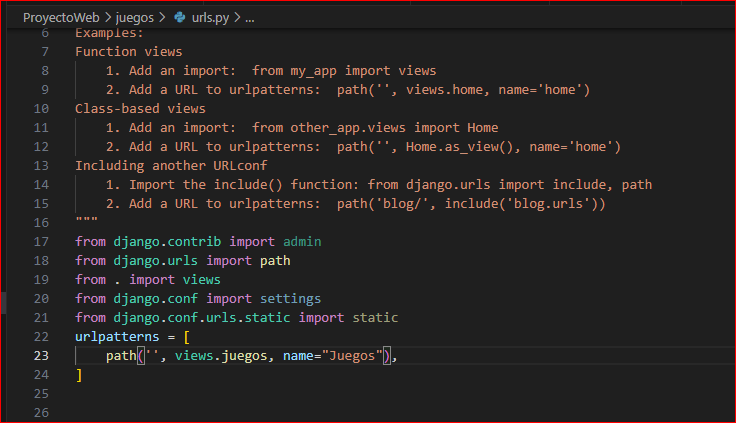 ProyectoWeb > juegos > urls.py > ...
6 Examples:
7 Function views
8 1. Add an import:  from my_app import views
9 2. Add a URL to urlpatterns:  path('', views.home, name='home')
10 Class-based views
11 1. Add an import:  from other_app.views import Home
12 2. Add a URL to urlpatterns:  path('', Home.as_view(), name='home')
13 Including another URLconf
14 1. Import the include() function: from django.urls import include, path
15 2. Add a URL to urlpatterns:  path('blog/', include('blog.urls'))
16 """
17 from django.contrib import admin
18 from django.urls import path
19 from . import views
20 from django.conf import settings
21 from django.conf.urls.static import static
22 urlpatterns = [
23 path('', views.juegos, name="Juegos"),
24 ]
25
26